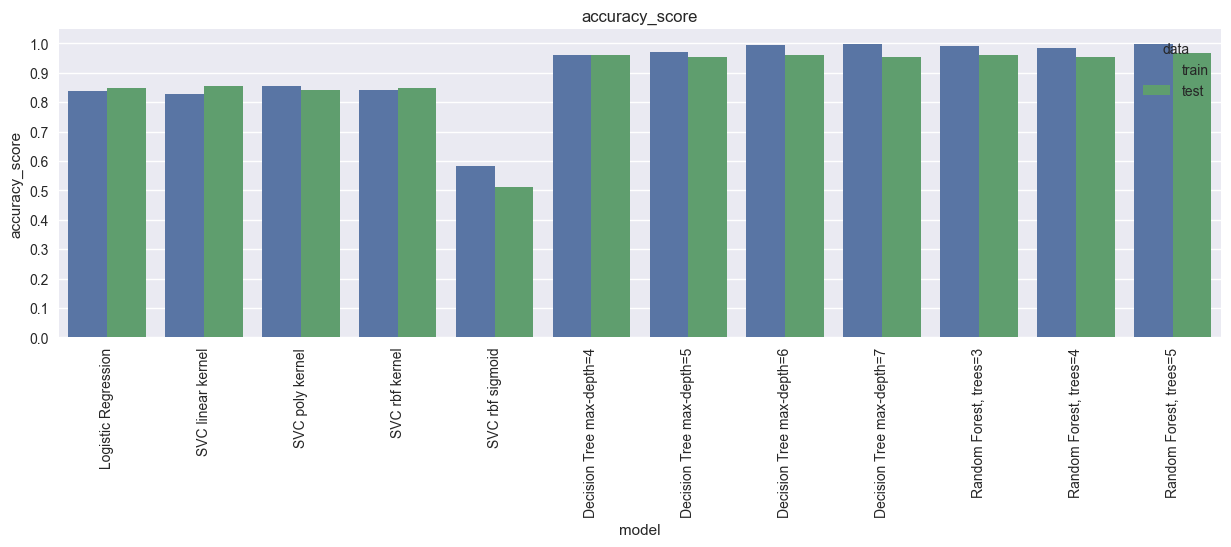 accuracy_score
data
train
test
accuracy_score
1.0
0.9
0.8
0.7
0.6
0.5
0.4
0.3
0.2
0.1
0.0
Logistic Regression
SVC linear kernel
SVC poly kernel
SVC rbf kernel
SVC rbf sigmoid
Decision Tree max-depth=4
Decision Tree max-depth=5
Decision Tree max-depth=6
Decision Tree max-depth=7
Random Forest, trees=3
Random Forest, trees=4
Random Forest, trees=5
model